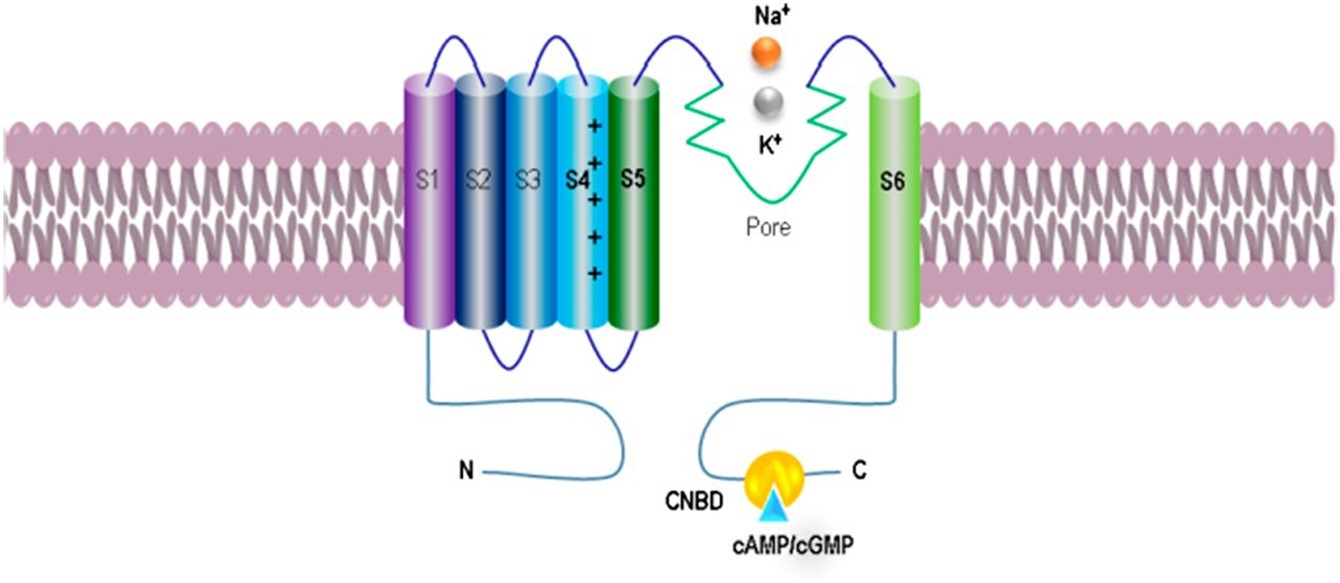 Na⁺
K⁺
S1 S2 S3 S4 S5 S6
+
+
+
+
+
Pore
N
C
CNBD
cAMP/cGMP